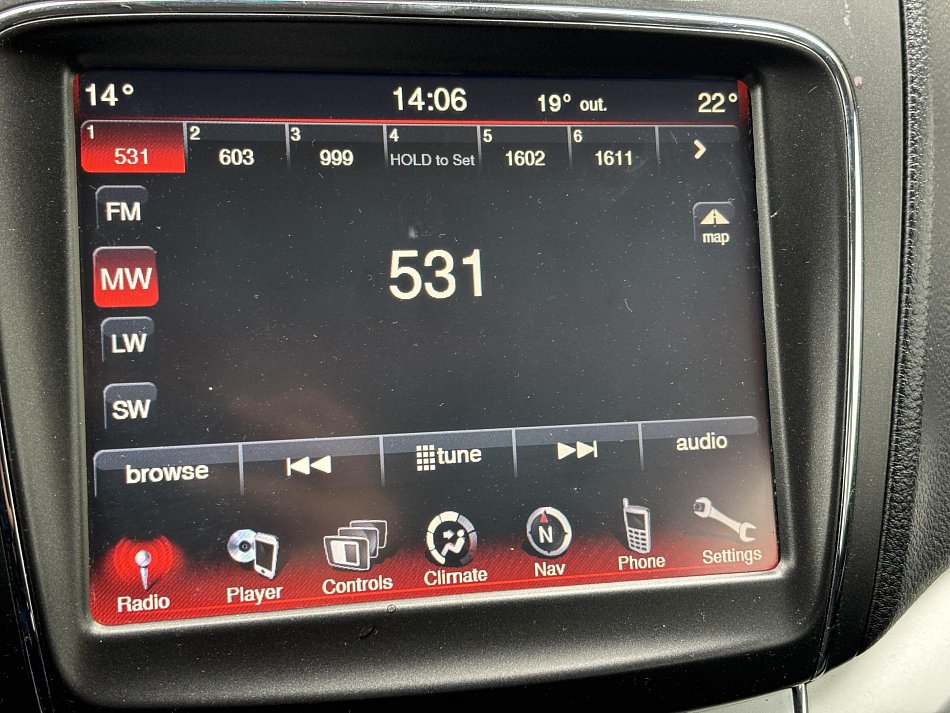 14° 14:06 19° out. 22°
1 2 3 4 5 6
531 603 999 HOLD to Set 1602 1611
FM
map
MW
531
LW
SW
browse tune audio
N
Radio Player Controls Climate Nav Phone Settings